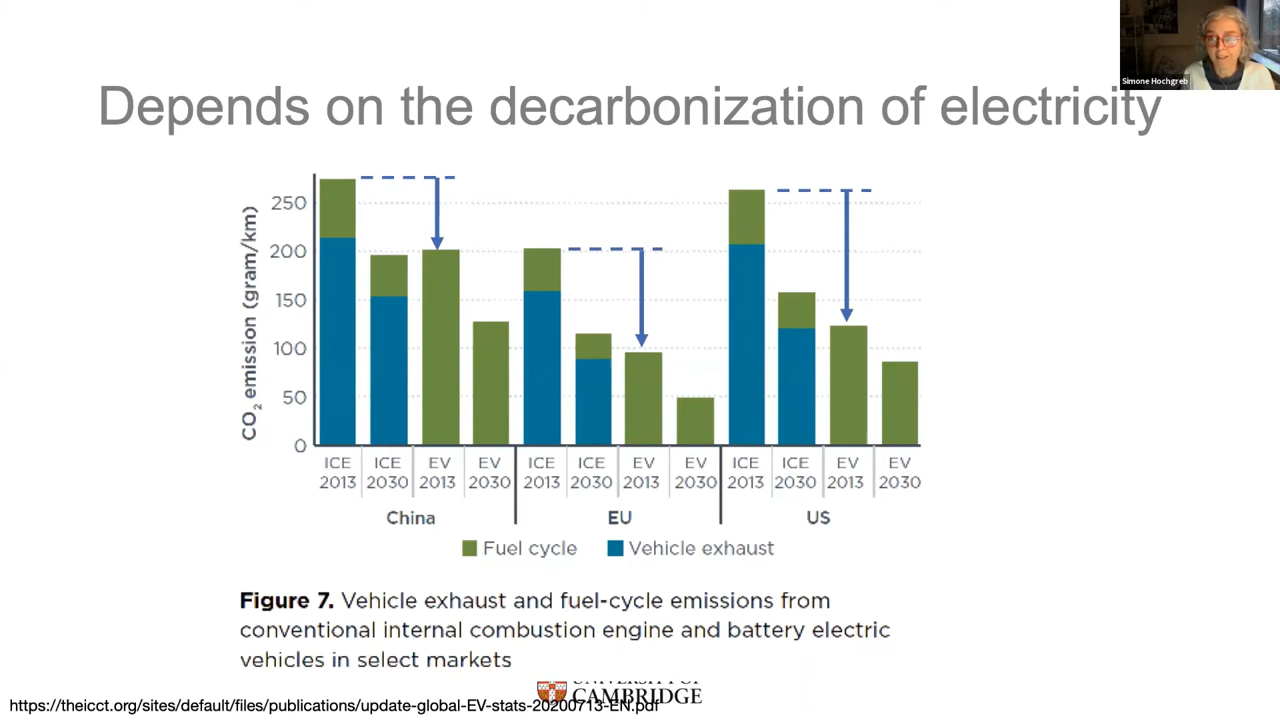 Simone Hochgreb
Depends on the decarbonization of electricity
CO2 emission (gram/km)
250
200
150
100
50
0
ICE 2013
ICE 2030
EV 2013
EV 2030
ICE 2013
ICE 2030
EV 2013
EV 2030
ICE 2013
ICE 2030
EV 2013
EV 2030
China
EU
US
Fuel cycle
Vehicle exhaust
Figure 7. Vehicle exhaust and fuel-cycle emissions from
conventional internal combustion engine and battery electric
vehicles in select markets
UNIVERSITY OF
CAMBRIDGE
https://theicct.org/sites/default/files/publications/update-global-EV-stats-20200713-EN.pdf